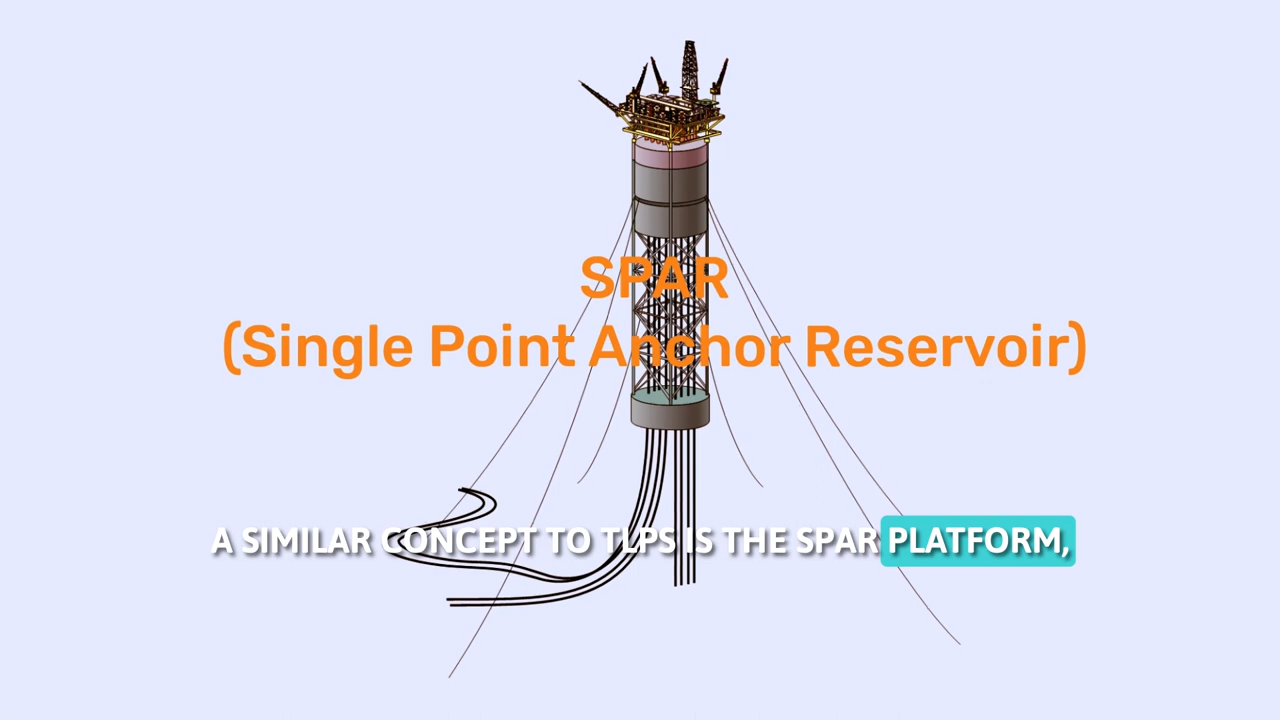 SPAR
(Single Point Anchor Reservoir)
A SIMILAR CONCEPT TO TLPS IS THE SPAR PLATFORM,